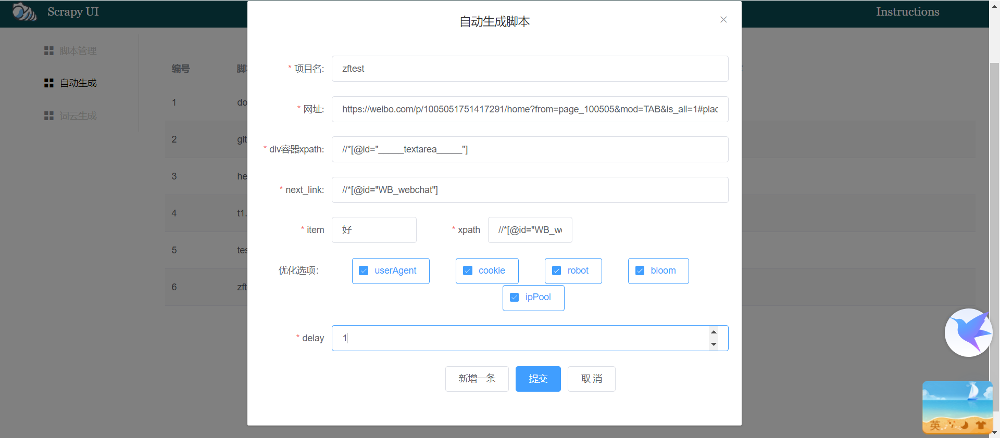 Scrapy UI
Instructions
自动生成脚本
脚本管理
自动生成
词云生成
编号
1
do
2
git
3
he
4
t1.
5
tes
6
zft
* 项目名: zftest
* 网址: https://weibo.com/p/1005051751417291/home?from=page_100505&mod=TAB&is_all=1#plac
* div容器xpath: //*[@id="_____textarea_____"]
* next_link: //*[@id="WB_webchat"]
* item 好 * xpath //*[@id="WB_we
优化选项: userAgent cookie robot bloom
ipPool
* delay 1
新增一条 提交 取 消
英